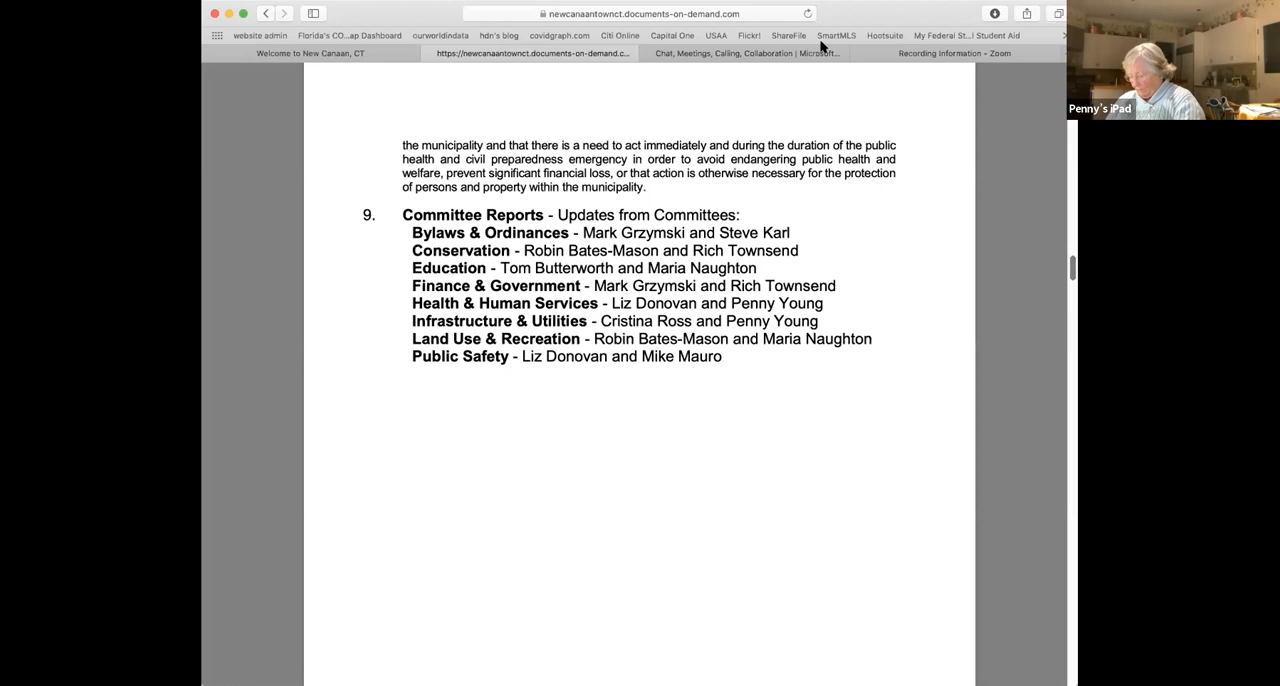 newcanaantownct.documents-on-demand.com
website admin Florida's CO...ap Dashboard ourworldindata hdn's blog covidgraph.com Citi Online Capital One USAA Flickr! ShareFile SmartMLS Hootsuite My Federal St...l Student Aid
Welcome to New Canaan, CT https://newcanaantownct.documents-on-demand.c... Chat, Meetings, Calling, Collaboration | Microsoft... Recording Information - Zoom
Penny's iPad
the municipality and that there is a need to act immediately and during the duration of the public
health and civil preparedness emergency in order to avoid endangering public health and
welfare, prevent significant financial loss, or that action is otherwise necessary for the protection
of persons and property within the municipality.
9. Committee Reports - Updates from Committees:
Bylaws & Ordinances - Mark Grzymski and Steve Karl
Conservation - Robin Bates-Mason and Rich Townsend
Education - Tom Butterworth and Maria Naughton
Finance & Government - Mark Grzymski and Rich Townsend
Health & Human Services - Liz Donovan and Penny Young
Infrastructure & Utilities - Cristina Ross and Penny Young
Land Use & Recreation - Robin Bates-Mason and Maria Naughton
Public Safety - Liz Donovan and Mike Mauro